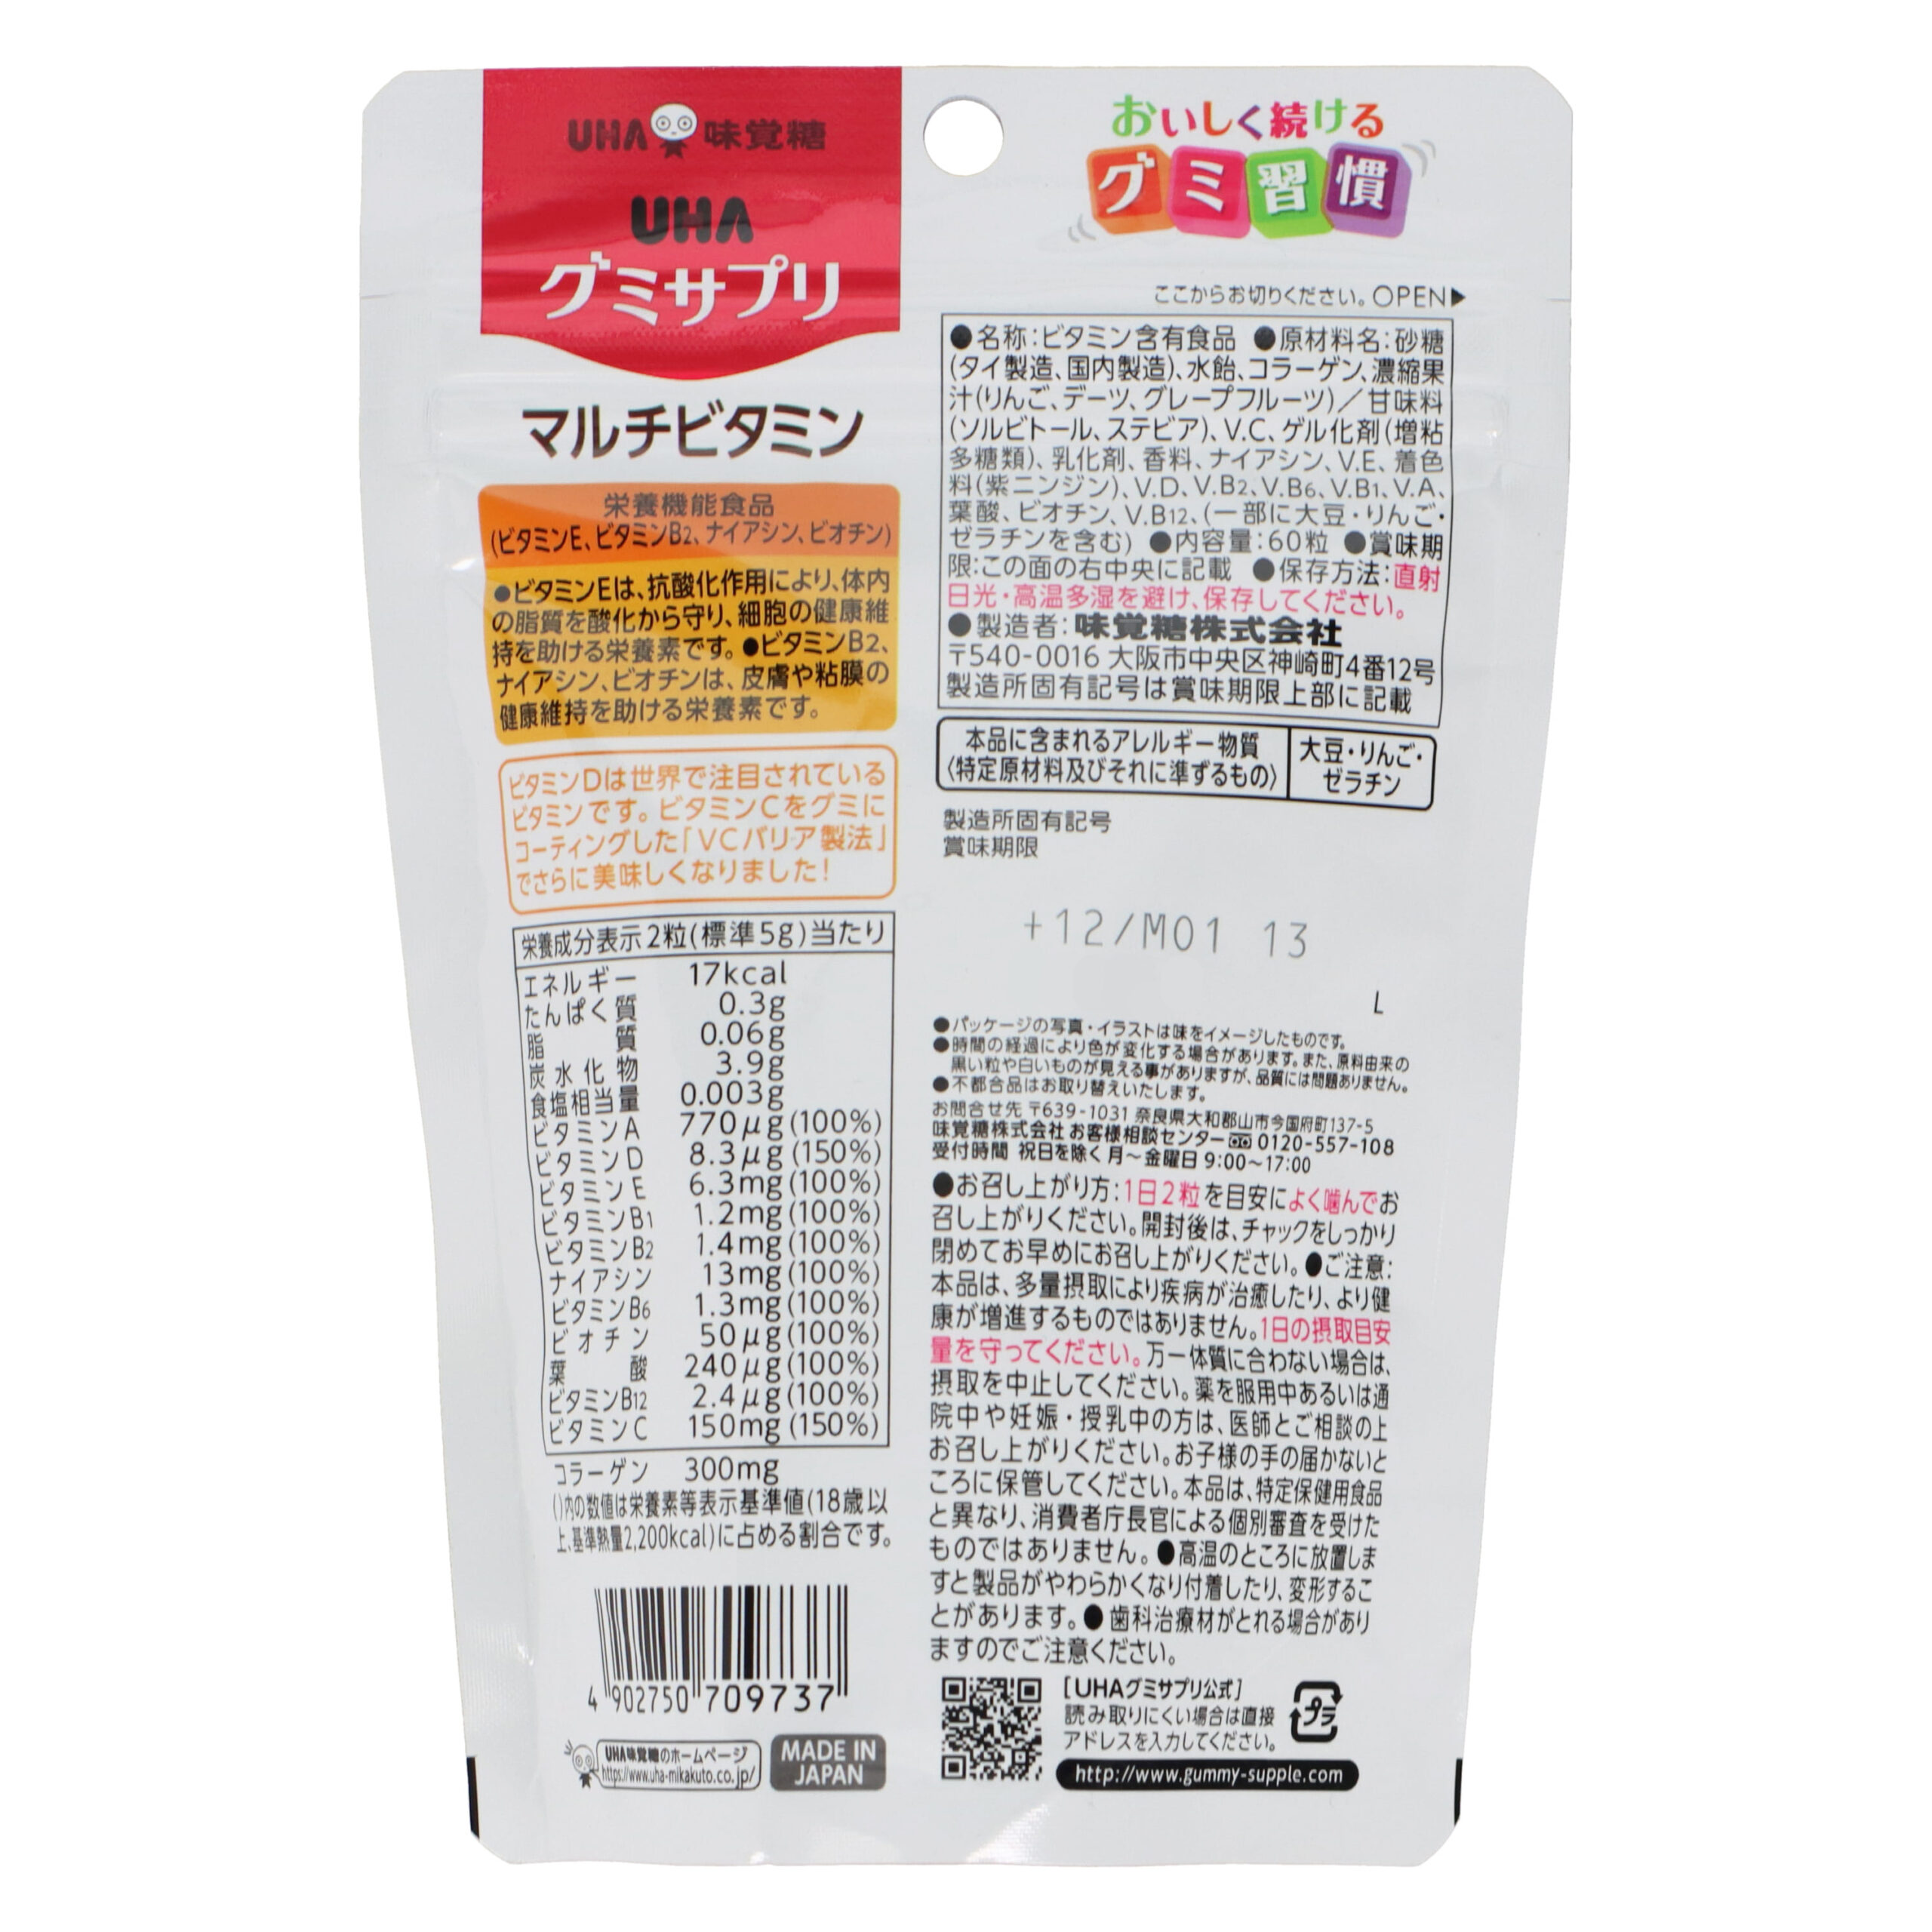 UHA 味覚糖
UHA
グミサプリ
マルチビタミン
栄養機能食品
(ビタミンE、ビタミンB2、ナイアシン、ビオチン)
●ビタミンEは、抗酸化作用により、体内
の脂質を酸化から守り、細胞の健康維
持を助ける栄養素です。●ビタミンB2、
ナイアシン、ビオチンは、皮膚や粘膜の
健康維持を助ける栄養素です。
ビタミンDは世界で注目されている
ビタミンです。ビタミンCをグミに
コーティングした「VCバリア製法」
でさらに美味しくなりました!
栄養成分表示2粒(標準5g)当たり
エネルギー 17kcal
たんぱく質 0.3g
脂質 0.06g
炭水化物 3.9g
食塩相当量 0.003g
ビタミンA 770μg(100%)
ビタミンD 8.3μg(150%)
ビタミンE 6.3mg(100%)
ビタミンB1 1.2mg(100%)
ビタミンB2 1.4mg(100%)
ナイアシン 13mg(100%)
ビタミンB6 1.3mg(100%)
ビオチン 50μg(100%)
葉酸 240μg(100%)
ビタミンB12 2.4μg(100%)
ビタミンC 150mg(150%)
コラーゲン 300mg
()内の数値は栄養素等表示基準値(18歳以
上、基準熱量2,200kcal)に占める割合です。
4 902750 709737
UHA味覚糖のホームページ
https://www.uha-mikakuto.co.jp/
MADE IN
JAPAN
おいしく続ける
グミ習慣
ここからお切りください。OPEN▶
●名称:ビタミン含有食品 ●原材料名:砂糖
(タイ製造、国内製造)、水飴、コラーゲン、濃縮果
汁(りんご、デーツ、グレープフルーツ)/甘味料
(ソルビトール、ステビア)、V.C、ゲル化剤(増粘
多糖類)、乳化剤、香料、ナイアシン、V.E、着色
料(紫ニンジン)、V.D、V.B2、V.B6、V.B1、V.A、
葉酸、ビオチン、V.B12、(一部に大豆・りんご・
ゼラチンを含む) ●内容量:60粒 ●賞味期
限:この面の右中央に記載 ●保存方法:直射
日光・高温多湿を避け、保存してください。
●製造者:味覚糖株式会社
〒540-0016 大阪市中央区神崎町4番12号
製造所固有記号は賞味期限上部に記載
本品に含まれるアレルギー物質
〈特定原材料及びそれに準ずるもの〉
大豆・りんご・
ゼラチン
製造所固有記号
賞味期限
+12/M01 13
L
●パッケージの写真・イラストは味をイメージしたものです。
●時間の経過により色が変化する場合があります。また、原料由来の
黒い粒や白いものが見える事がありますが、品質には問題ありません。
●不都合品はお取り替えいたします。
お問合せ先 〒639-1031 奈良県大和郡山市今国府町137-5
味覚糖株式会社 お客様相談センター 0120-557-108
受付時間 祝日を除く月～金曜日 9:00～17:00
●お召し上がり方:1日2粒を目安によく噛んでお
召し上がりください。開封後は、チャックをしっかり
閉めてお早めにお召し上がりください。●ご注意:
本品は、多量摂取により疾病が治癒したり、より健
康が増進するものではありません。1日の摂取目安
量を守ってください。万一体質に合わない場合は、
摂取を中止してください。薬を服用中あるいは通
院中や妊娠・授乳中の方は、医師とご相談の上
お召し上がりください。お子様の手の届かないと
ころに保管してください。本品は、特定保健用食品
と異なり、消費者庁長官による個別審査を受けた
ものではありません。●高温のところに放置しま
すと製品がやわらかくなり付着したり、変形するこ
とがあります。●歯科治療材がとれる場合があり
ますのでご注意ください。
[UHAグミサプリ公式]
読み取りにくい場合は直接
アドレスを入力してください。
プラ
http://www.gummy-supple.com